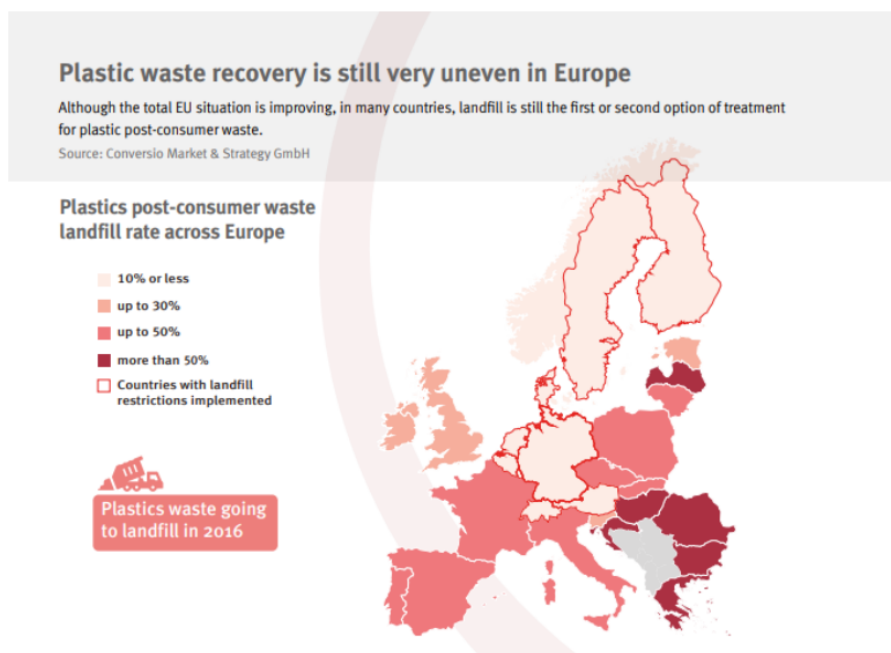 Plastic waste recovery is still very uneven in Europe
Although the total EU situation is improving, in many countries, landfill is still the first or second option of treatment
for plastic post-consumer waste.
Source: Conversio Market & Strategy GmbH
Plastics post-consumer waste
landfill rate across Europe
10% or less
up to 30%
up to 50%
more than 50%
Countries with landfill
restrictions implemented
Plastics waste going
to landfill in 2016